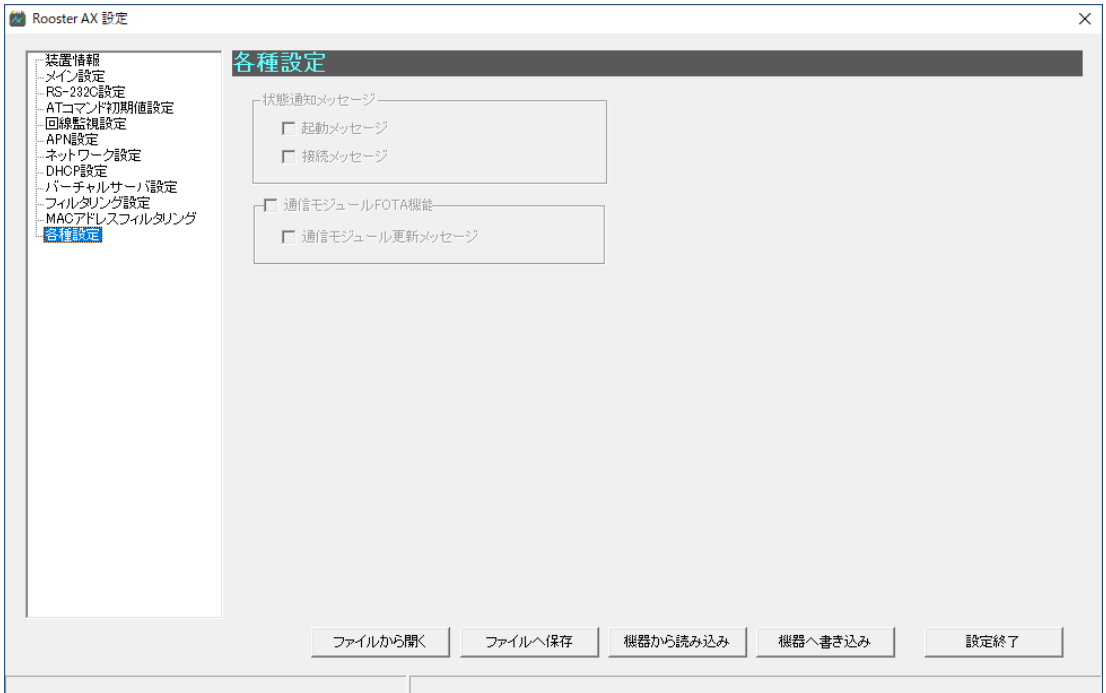 Rooster AX 設定
装置情報
メイン設定
RS-232C設定
ATコマンド初期値設定
回線監視設定
APN設定
ネットワーク設定
DHCP設定
バーチャルサーバ設定
フィルタリング設定
MACアドレスフィルタリング
各種設定
各種設定
状態通知メッセージ
起動メッセージ
接続メッセージ
通信モジュールFOTA機能
通信モジュール更新メッセージ
ファイルから開く
ファイルへ保存
機器から読み込み
機器へ書き込み
設定終了